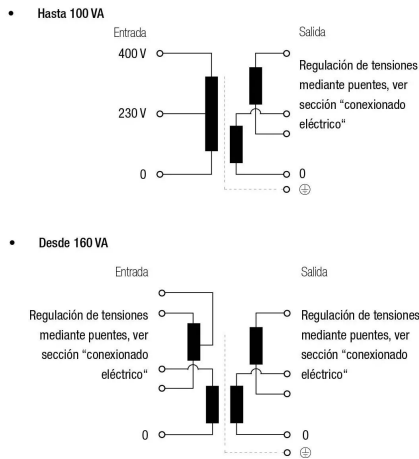 • Hasta 100 VA
Entrada
Salida
400 V
Regulación de tensiones
mediante puentes, ver
sección “conexionado
eléctrico“
230 V
0
0
• Desde 160 VA
Entrada
Salida
Regulación de tensiones
mediante puentes, ver
sección “conexionado
eléctrico“
Regulación de tensiones
mediante puentes, ver
sección “conexionado
eléctrico“
0
0